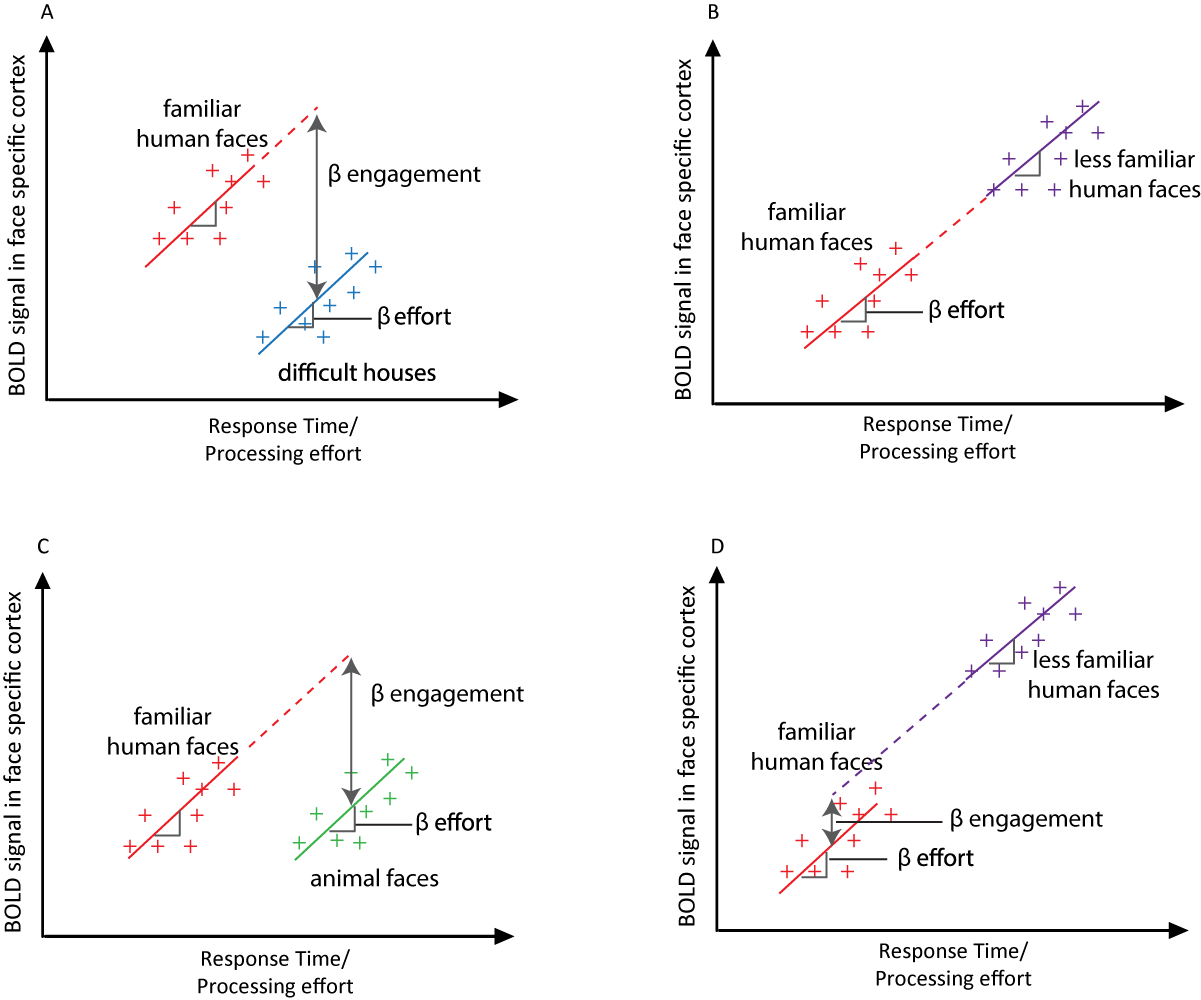 A
BOLD signal in face specific cortex
familiar
human faces
β engagement
β effort
difficult houses
Response Time/
Processing effort
B
BOLD signal in face specific cortex
less familiar
human faces
familiar
human faces
β effort
Response Time/
Processing effort
C
BOLD signal in face specific cortex
β engagement
familiar
human faces
β effort
animal faces
Response Time/
Processing effort
D
BOLD signal in face specific cortex
less familiar
human faces
familiar
human faces
β engagement
β effort
Response Time/
Processing effort